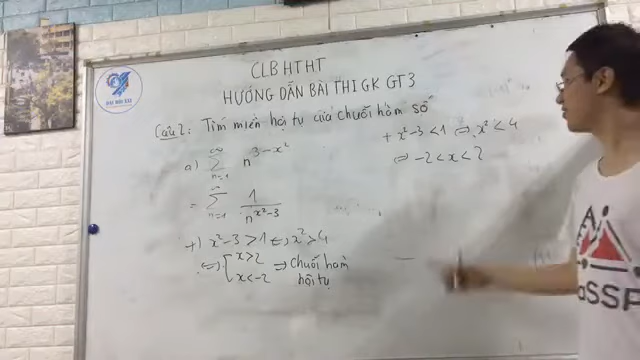 CLB HTHT
HƯỚNG DẪN BÀI THI GK GT3
Câu 2: Tìm miền hội tụ của chuỗi hàm số
a) ∑_{n=1}^{∞} n^{3-x²}
= ∑_{n=1}^{∞} 1/n^{x²-3}
+) x²-3 > 1 ⇔ x² > 4
⇔ [ x > 2
x < -2 ⇒ Chuỗi hàm
hội tụ
+ x²-3 < 1 ⇔ x² < 4
⇔ -2 < x < 2
ASSF